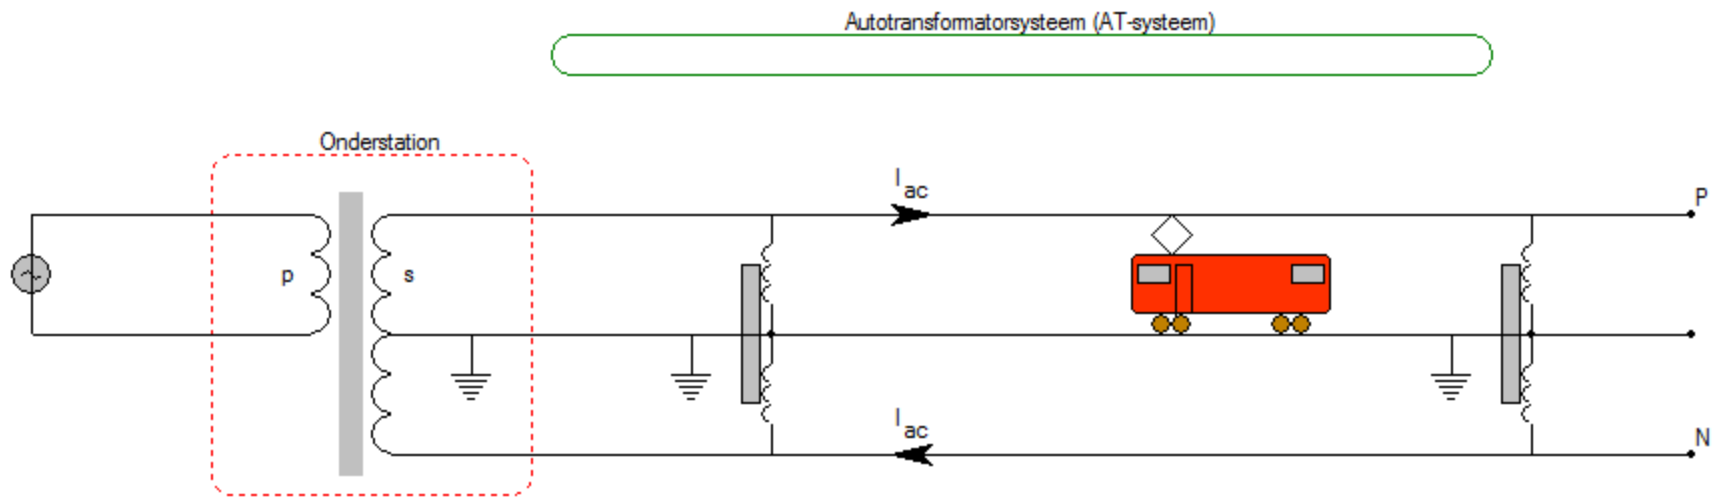 Autotransformatorsysteem (AT-systeem)
Onderstation
I ac
P
p
s
I ac
N